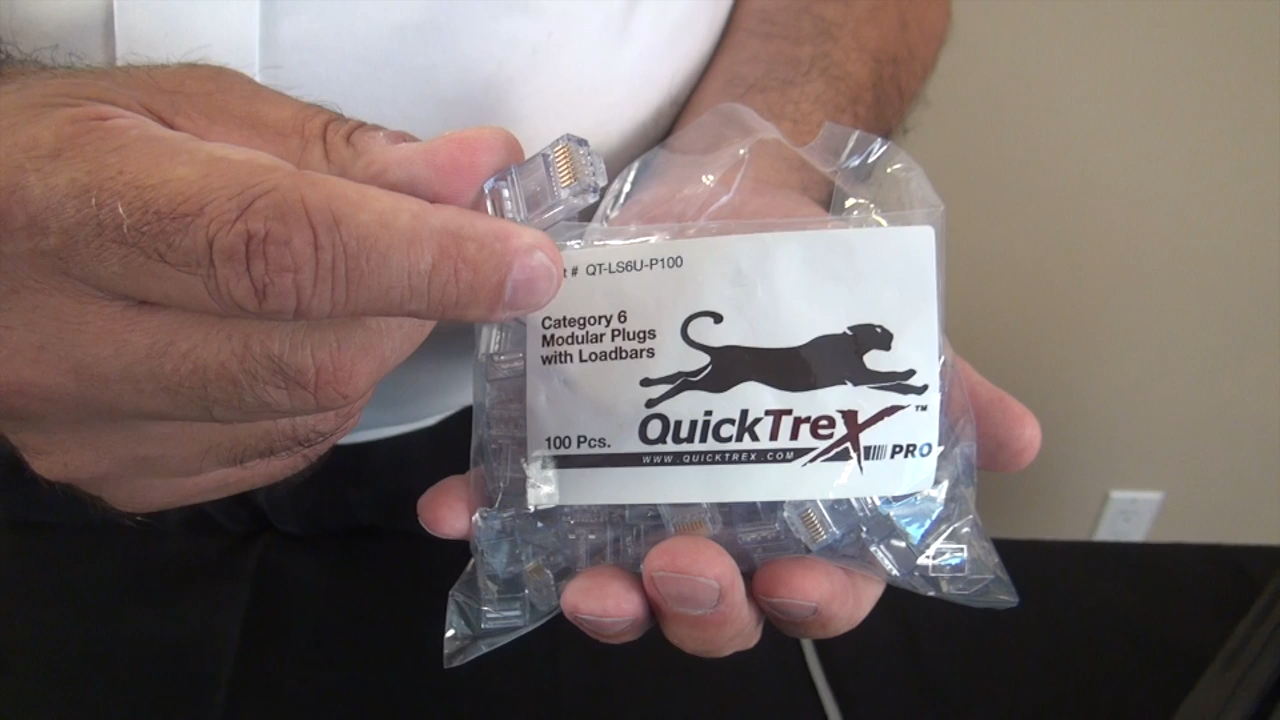 # QT-LS6U-P100
Category 6
Modular Plugs
with Loadbars
100 Pcs.
QuickTreX™
WWW.QUICKTREX.COM
PRO